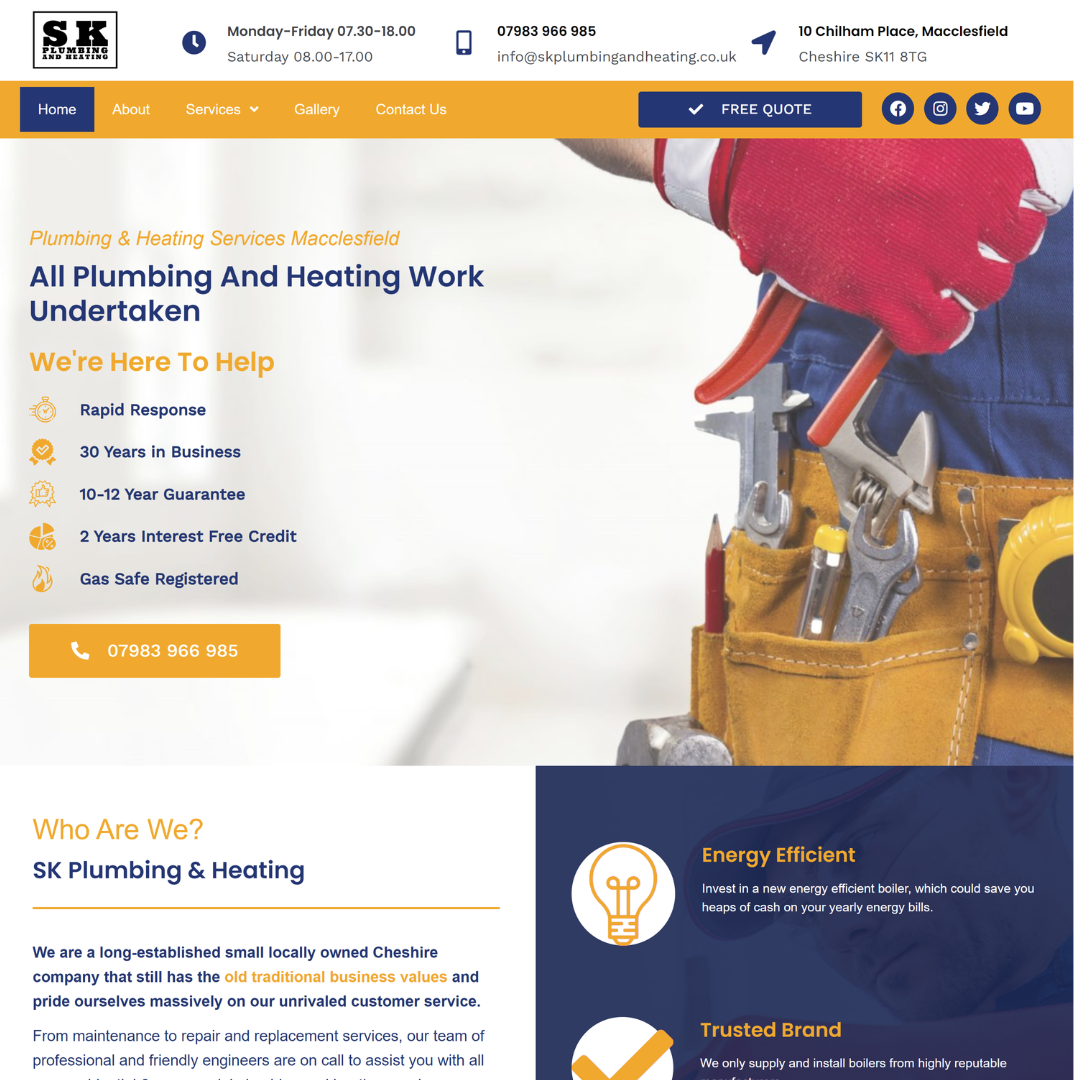 SK
PLUMBING
AND HEATING
Monday-Friday 07.30-18.00
Saturday 08.00-17.00
07983 966 985
info@skplumbingandheating.co.uk
10 Chilham Place, Macclesfield
Cheshire SK11 8TG
Home
About
Services
Gallery
Contact Us
FREE QUOTE
Plumbing & Heating Services Macclesfield
All Plumbing And Heating Work
Undertaken
We're Here To Help
Rapid Response
30 Years in Business
10-12 Year Guarantee
2 Years Interest Free Credit
Gas Safe Registered
07983 966 985
Who Are We?
SK Plumbing & Heating
We are a long-established small locally owned Cheshire
company that still has the old traditional business values and
pride ourselves massively on our unrivaled customer service.
From maintenance to repair and replacement services, our team of
professional and friendly engineers are on call to assist you with all
Energy Efficient
Invest in a new energy efficient boiler, which could save you
heaps of cash on your yearly energy bills.
Trusted Brand
We only supply and install boilers from highly reputable